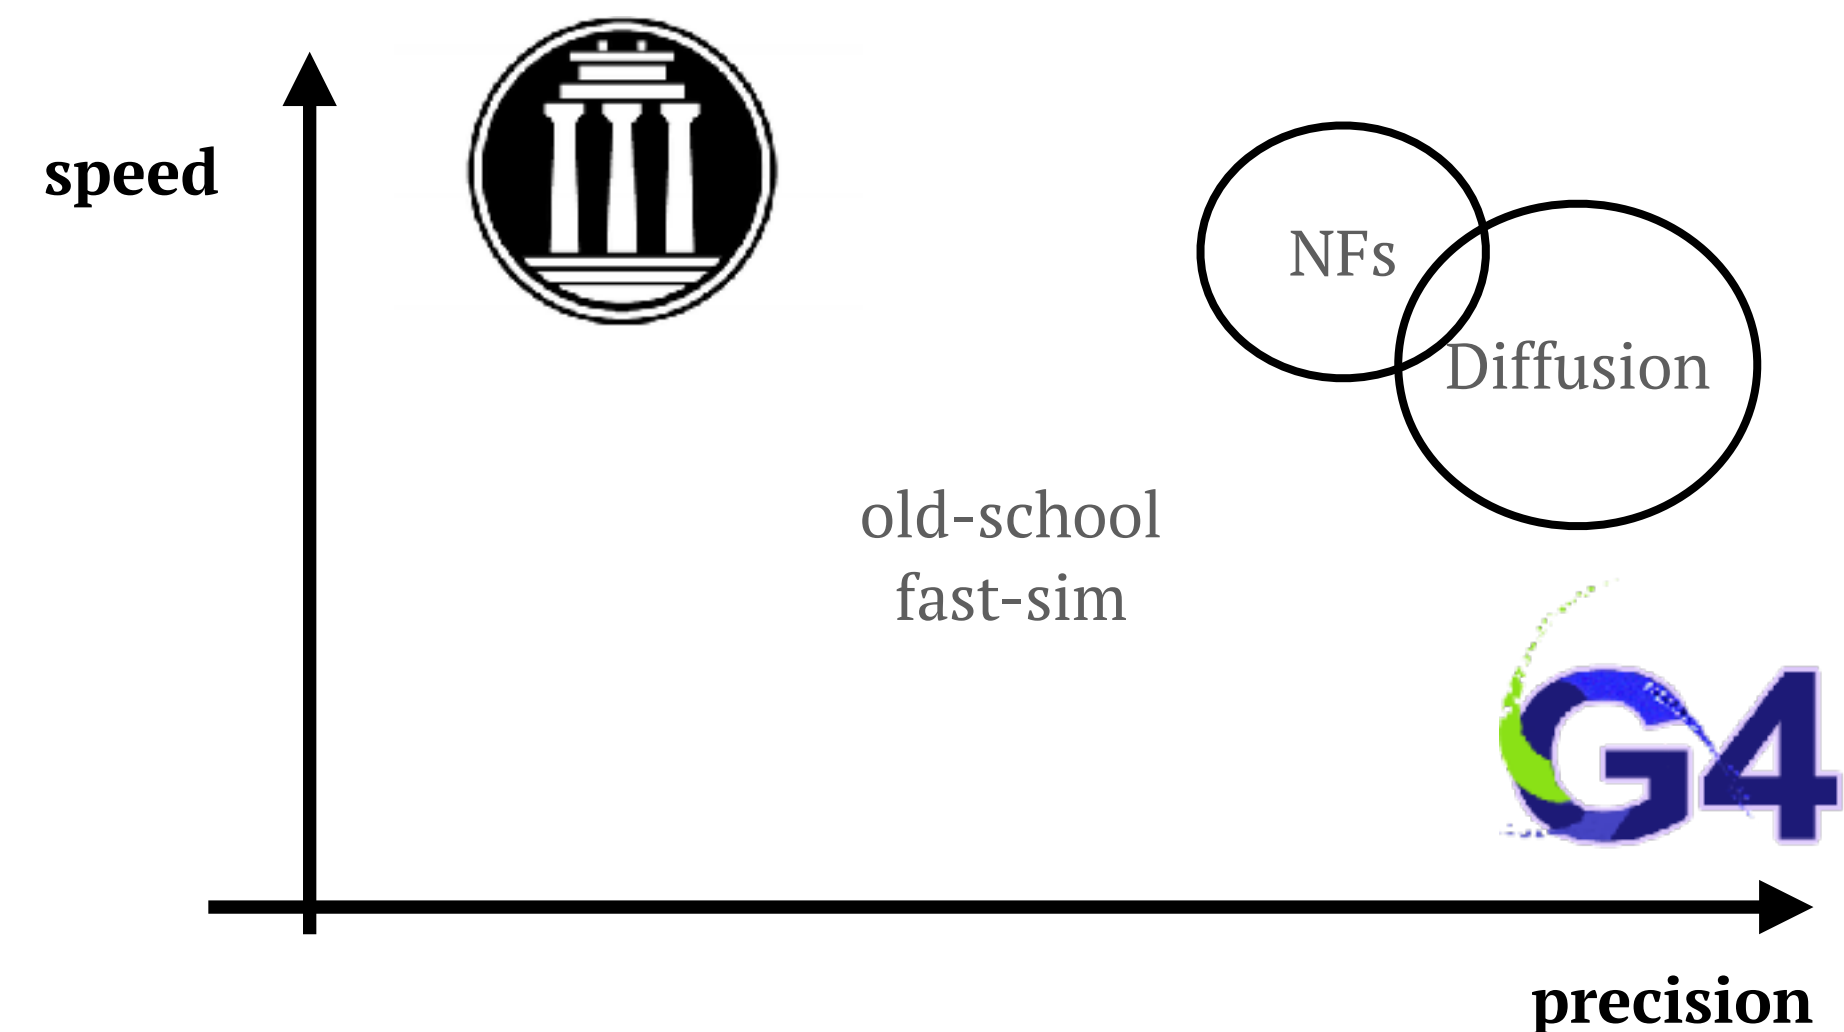 speed
NFs
Diffusion
old-school
fast-sim
G4
precision